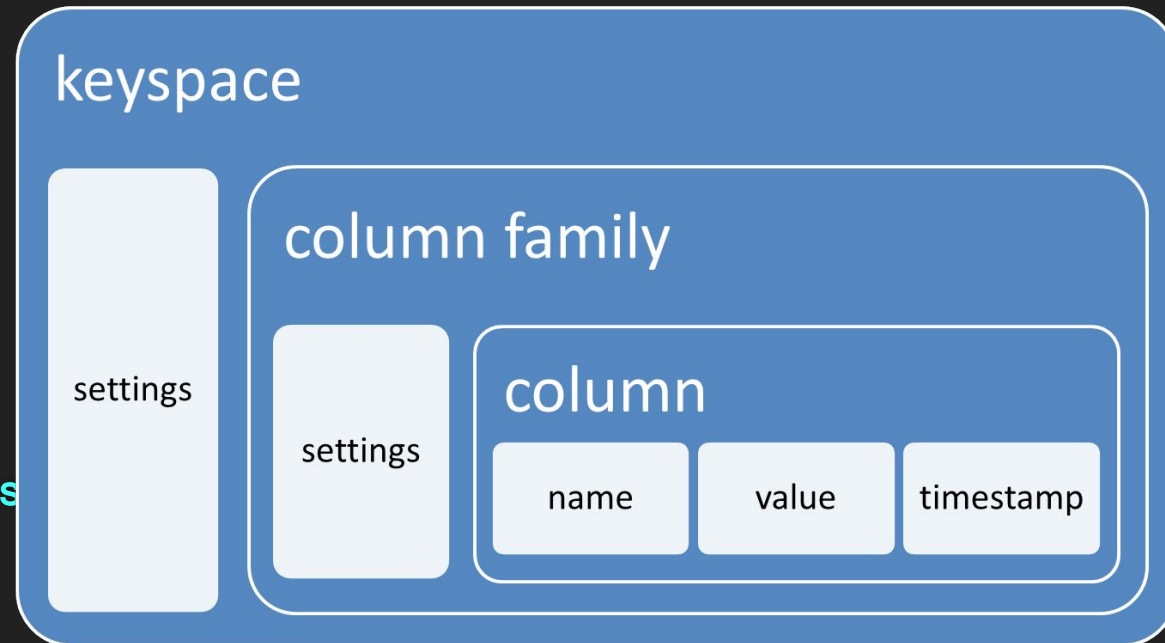 keyspace
settings
column family
settings
column
name
value
timestamp
s